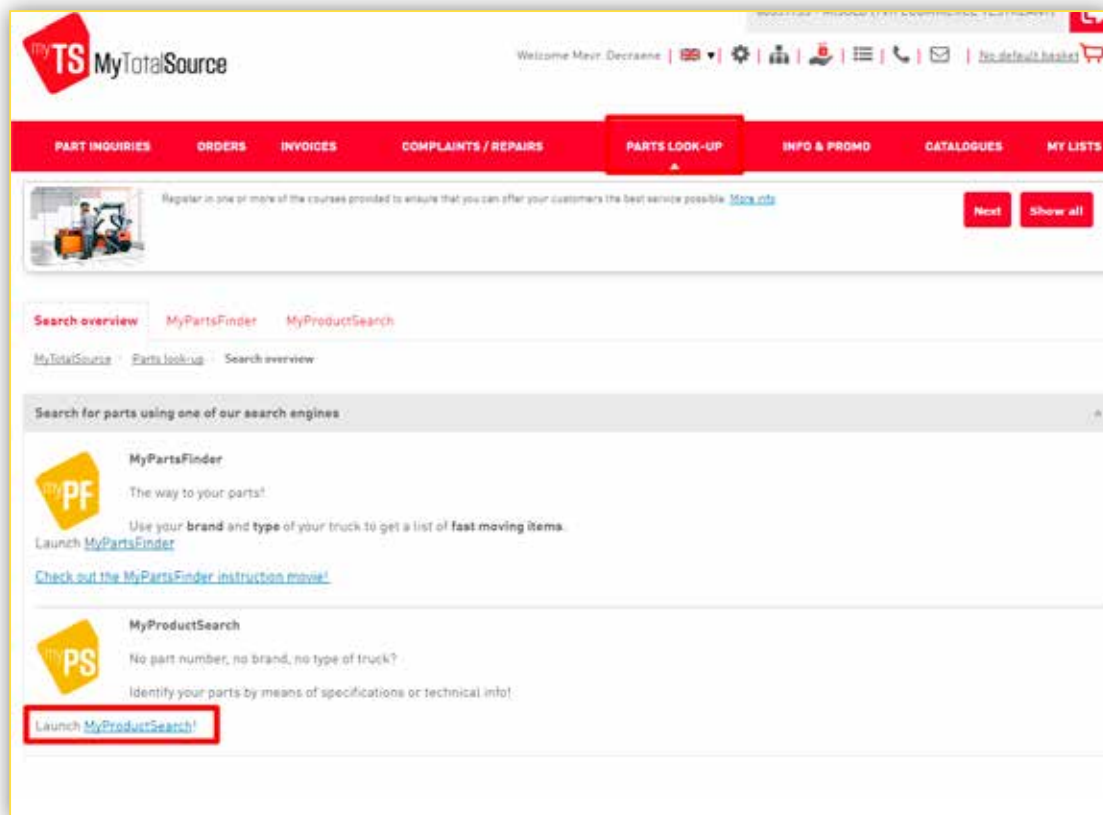 myTS MyTotalSource
Welcome Mevr. Decraene | No default basket
PART INQUIRIES ORDERS INVOICES COMPLAINTS / REPAIRS PARTS LOOK-UP INFO & PROMO CATALOGUES MY LISTS
Register in one or more of the courses provided to ensure that you can offer your customers the best service possible. More info
Next Show all
Search overview MyPartsFinder MyProductSearch
MyTotalSource Parts look-up Search overview
Search for parts using one of our search engines
myPF
MyPartsFinder
The way to your parts!
Use your brand and type of your truck to get a list of fast moving items.
Launch MyPartsFinder
Check out the MyPartsFinder instruction movie!
myPS
MyProductSearch
No part number, no brand, no type of truck?
Identify your parts by means of specifications or technical info!
Launch MyProductSearch!